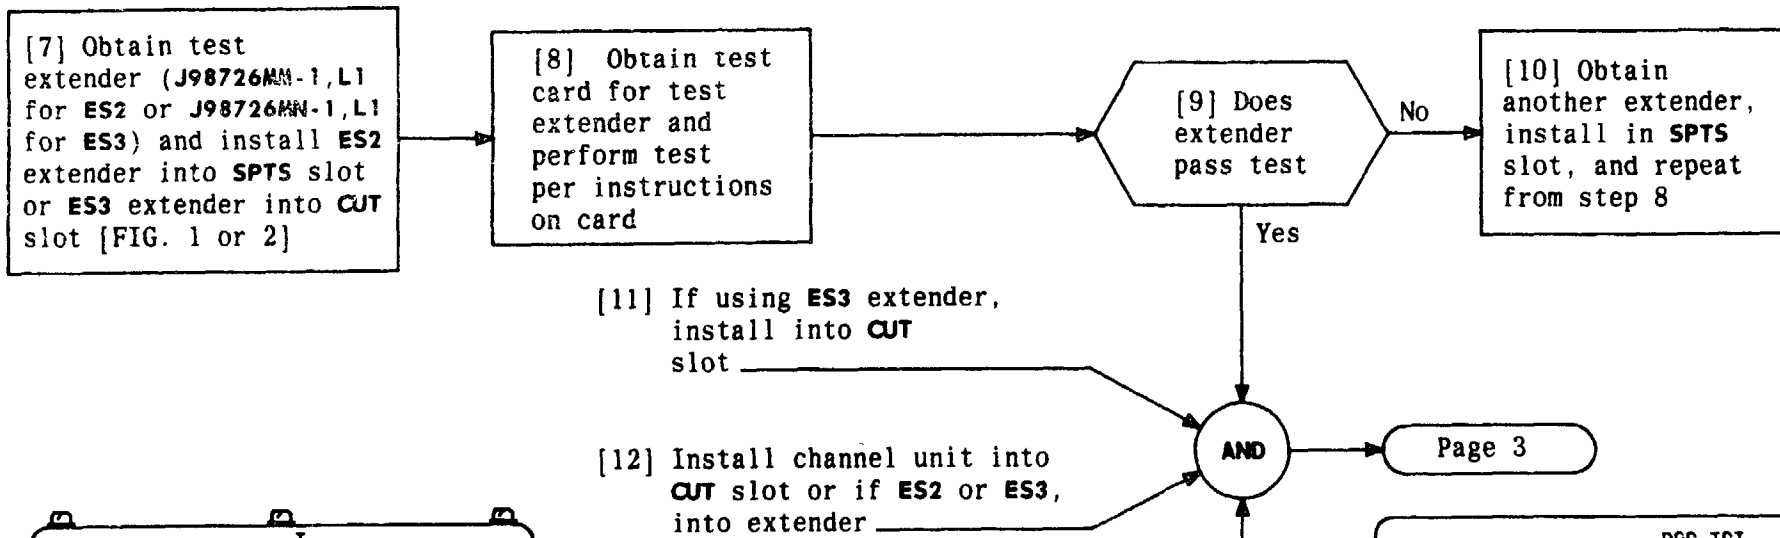 [7] Obtain test
extender (J98726MM-1,L1
for ES2 or J98726MN-1,L1
for ES3) and install ES2
extender into SPTS slot
or ES3 extender into CUT
slot [FIG. 1 or 2]
[8] Obtain test
card for test
extender and
perform test
per instructions
on card
[9] Does
extender
pass test
No
[10] Obtain
another extender,
install in SPTS
slot, and repeat
from step 8
Yes
[11] If using ES3 extender,
install into CUT
slot
AND
Page 3
[12] Install channel unit into
CUT slot or if ES2 or ES3,
into extender